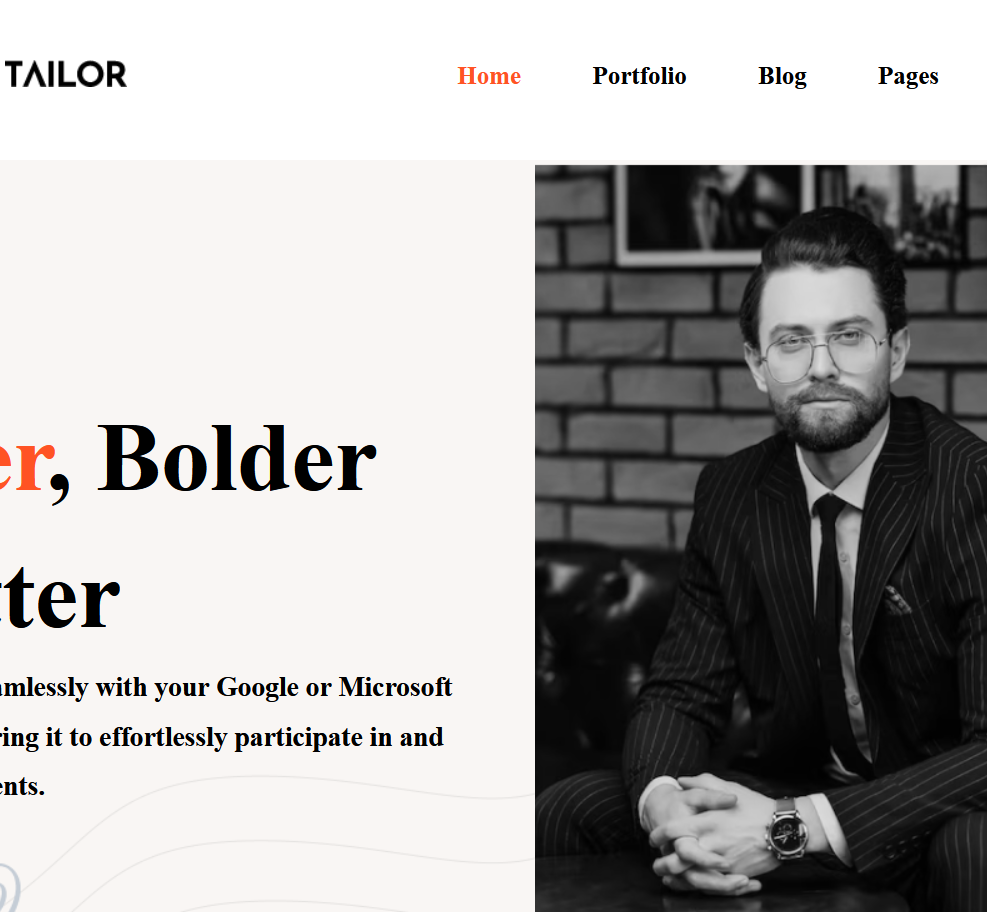 TAILOR
Home Portfolio Blog Pages
er, Bolder
tter
amlessly with your Google or Microsoft
ring it to effortlessly participate in and
ents.